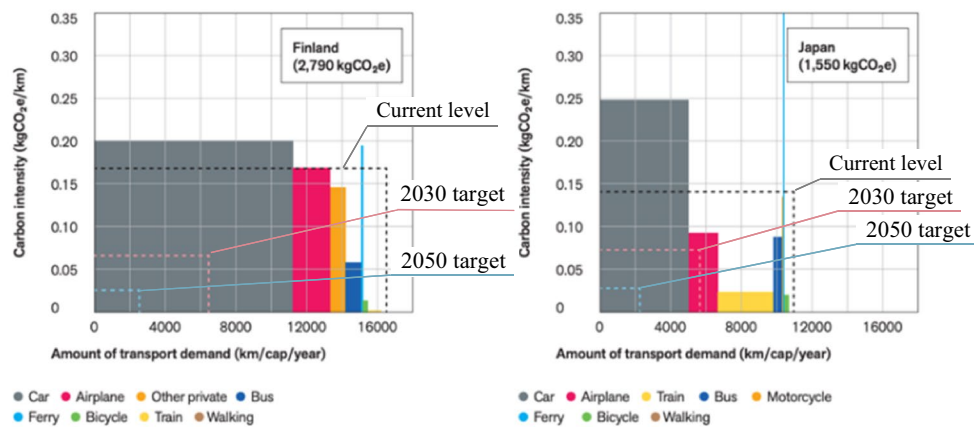 0.35
0.30
0.25
0.20
0.15
0.10
0.05
0
Carbon intensity (kgCO₂e/km)
Finland
(2,790 kgCO₂e)
Current level
2030 target
2050 target
0 4000 8000 12000 16000
Amount of transport demand (km/cap/year)
Car Airplane Other private Bus
Ferry Bicycle Train Walking
0.35
0.30
0.25
0.20
0.15
0.10
0.05
0
Carbon intensity (kgCO₂e/km)
Japan
(1,550 kgCO₂e)
Current level
2030 target
2050 target
0 4000 8000 12000 16000
Amount of transport demand (km/cap/year)
Car Airplane Train Bus Motorcycle
Ferry Bicycle Walking